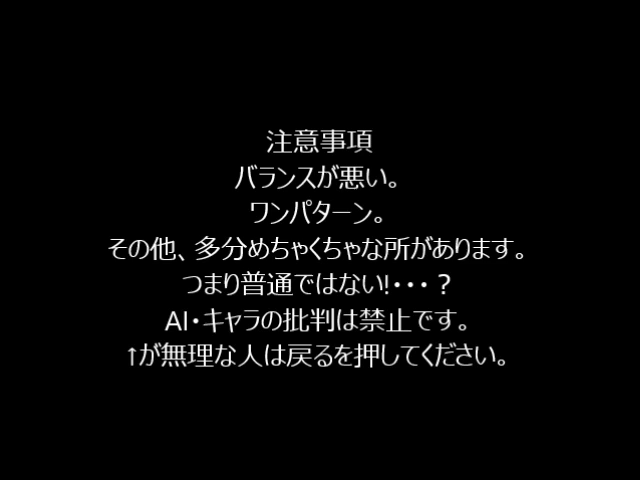 注意事項
バランスが悪い。
ワンパターン。
その他、多分めちゃくちゃな所があります。
つまり普通ではない!・・・？
AI・キャラの批判は禁止です。
↑が無理な人は戻るを押してください。